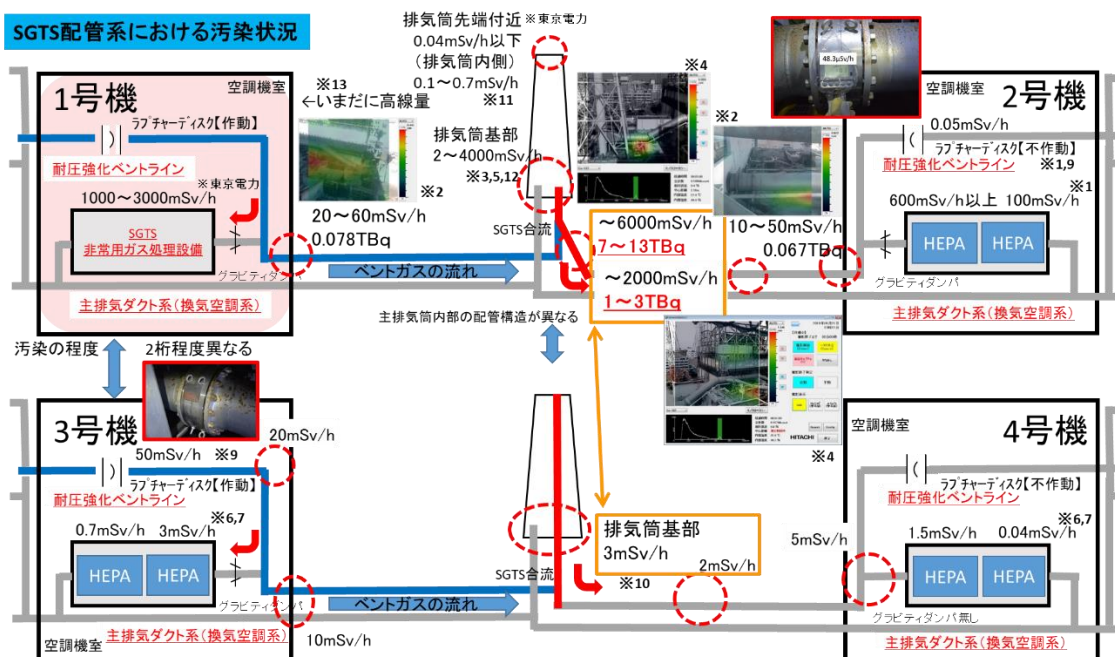 SGTS配管系における汚染状況
排気筒先端付近 ※東京電力
0.04mSv/h以下
(排気筒内側)
0.1～0.7mSv/h
※11
排気筒基部
2～4000mSv/h
※3,5,12
1号機
空調機室
ラプチャーディスク【作動】
耐圧強化ベントライン
※東京電力
1000～3000mSv/h
SGTS
非常用ガス処理設備
グラビティダンパ
主排気ダクト系(換気空調系)
※13
←いまだに高線量
※2
20～60mSv/h
0.078TBq
ベントガスの流れ
SGTS合流
※4
※2
～6000mSv/h
7～13TBq
～2000mSv/h
1～3TBq
10～50mSv/h
0.067TBq
48.3μSv/h
空調機室
2号機
0.05mSv/h
ラプチャーディスク【不作動】
耐圧強化ベントライン
※1,9
※1
600mSv/h以上 100mSv/h
HEPA HEPA
グラビティダンパ
主排気ダクト系(換気空調系)
主排気筒内部の配管構造が異なる
汚染の程度
2桁程度異なる
3号機
20mSv/h
50mSv/h ※9
ラプチャーディスク【作動】
耐圧強化ベントライン
※6,7
0.7mSv/h 3mSv/h
HEPA HEPA
グラビティダンパ
主排気ダクト系(換気空調系)
空調機室
10mSv/h
ベントガスの流れ
SGTS合流
HITACHI
※4
排気筒基部
3mSv/h
※10
2mSv/h
5mSv/h
空調機室
4号機
ラプチャーディスク【不作動】
耐圧強化ベントライン
※6,7
1.5mSv/h 0.04mSv/h
HEPA HEPA
グラビティダンパ無し
主排気ダクト系(換気空調系)